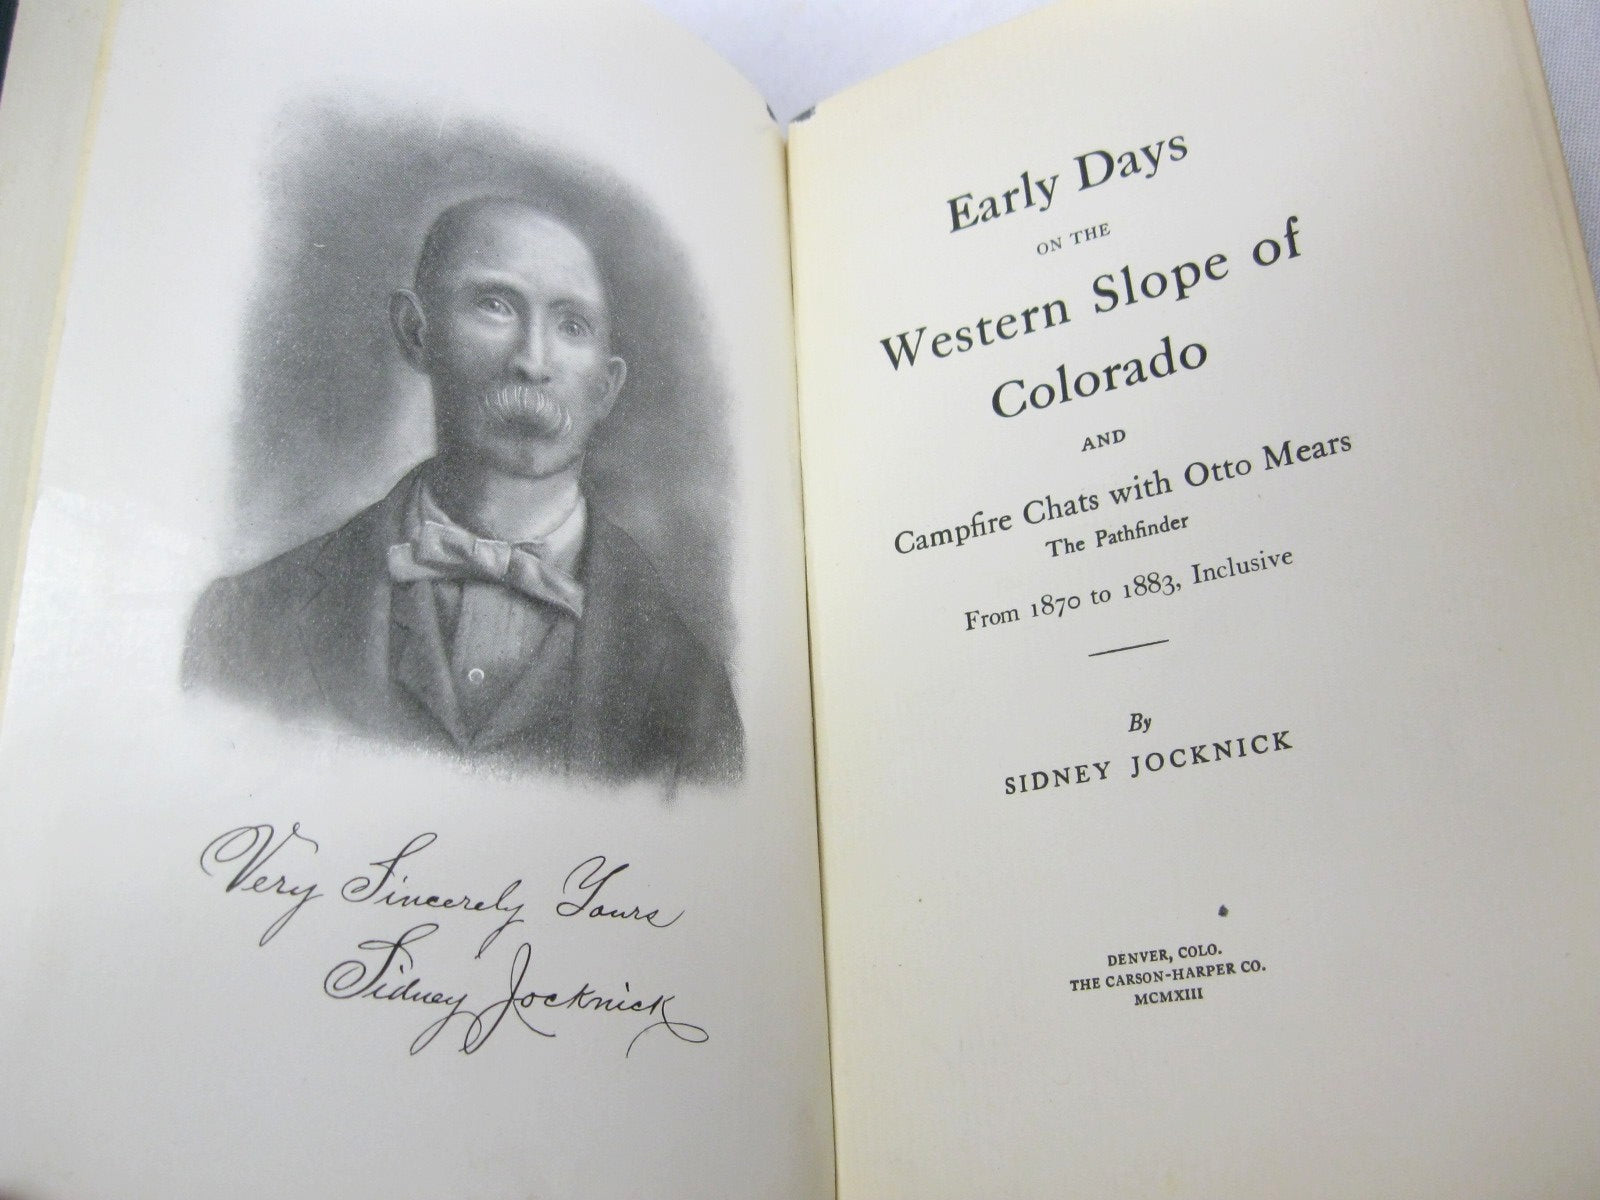 Very Sincerely Yours
Sidney Jocknick
Early Days
ON THE
Western Slope of
Colorado
AND
Campfire Chats with Otto Mears
The Pathfinder
From 1870 to 1883, Inclusive
By
SIDNEY JOCKNICK
DENVER, COLO.
THE CARSON-HARPER CO.
MCMXIII